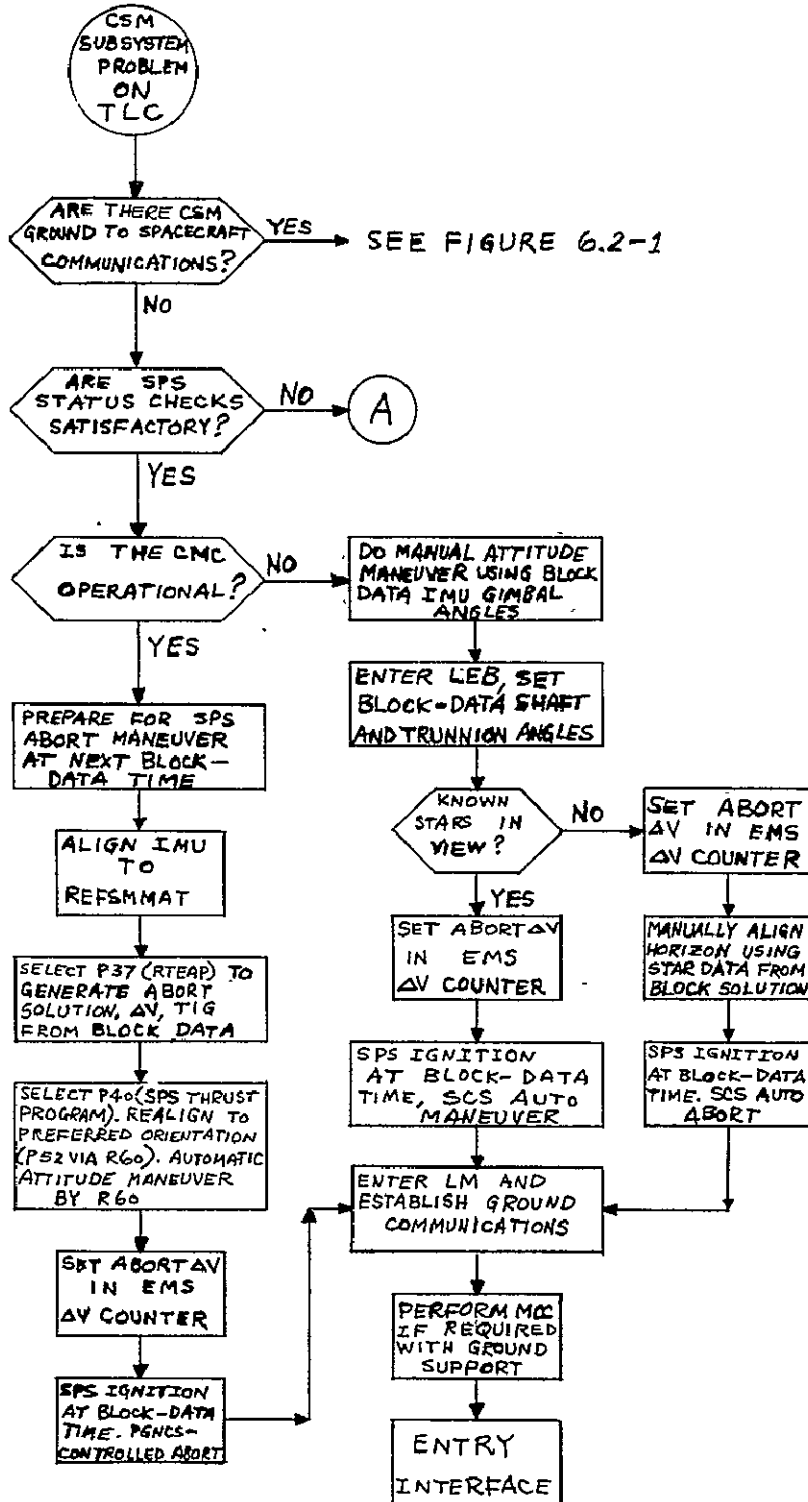 CSM
SUBSYSTEM
PROBLEM
ON
TLC
ARE THERE CSM
GROUND TO SPACECRAFT
COMMUNICATIONS?
YES
SEE FIGURE 6.2-1
NO
ARE SPS
STATUS CHECKS
SATISFACTORY?
NO
A
YES
IS THE CMC
OPERATIONAL?
NO
DO MANUAL ATTITUDE
MANEUVER USING BLOCK
DATA IMU GIMBAL
ANGLES
YES
ENTER LEB, SET
BLOCK-DATA SHAFT
AND TRUNNION ANGLES
PREPARE FOR SPS
ABORT MANEUVER
AT NEXT BLOCK-
DATA TIME
KNOWN
STARS IN
VIEW?
NO
SET ABORT
ΔV IN EMS
ΔV COUNTER
YES
ALIGN IMU
TO
REFSMMAT
SET ABORT ΔV
IN EMS
ΔV COUNTER
MANUALLY ALIGN
HORIZON USING
STAR DATA FROM
BLOCK SOLUTION
SELECT P37 (RTEAP) TO
GENERATE ABORT
SOLUTION, ΔV, TIG
FROM BLOCK DATA
SPS IGNITION
AT BLOCK-DATA
TIME, SCS AUTO
MANEUVER
SPS IGNITION
AT BLOCK-DATA
TIME. SCS AUTO
ABORT
SELECT P40 (SPS THRUST
PROGRAM). REALIGN TO
PREFERRED ORIENTATION
(P52 VIA R60). AUTOMATIC
ATTITUDE MANEUVER
BY R60
ENTER LM AND
ESTABLISH GROUND
COMMUNICATIONS
SET ABORT ΔV
IN EMS
ΔV COUNTER
PERFORM MCC
IF REQUIRED
WITH GROUND
SUPPORT
SPS IGNITION
AT BLOCK-DATA
TIME. PGNCS-
CONTROLLED ABORT
ENTRY
INTERFACE